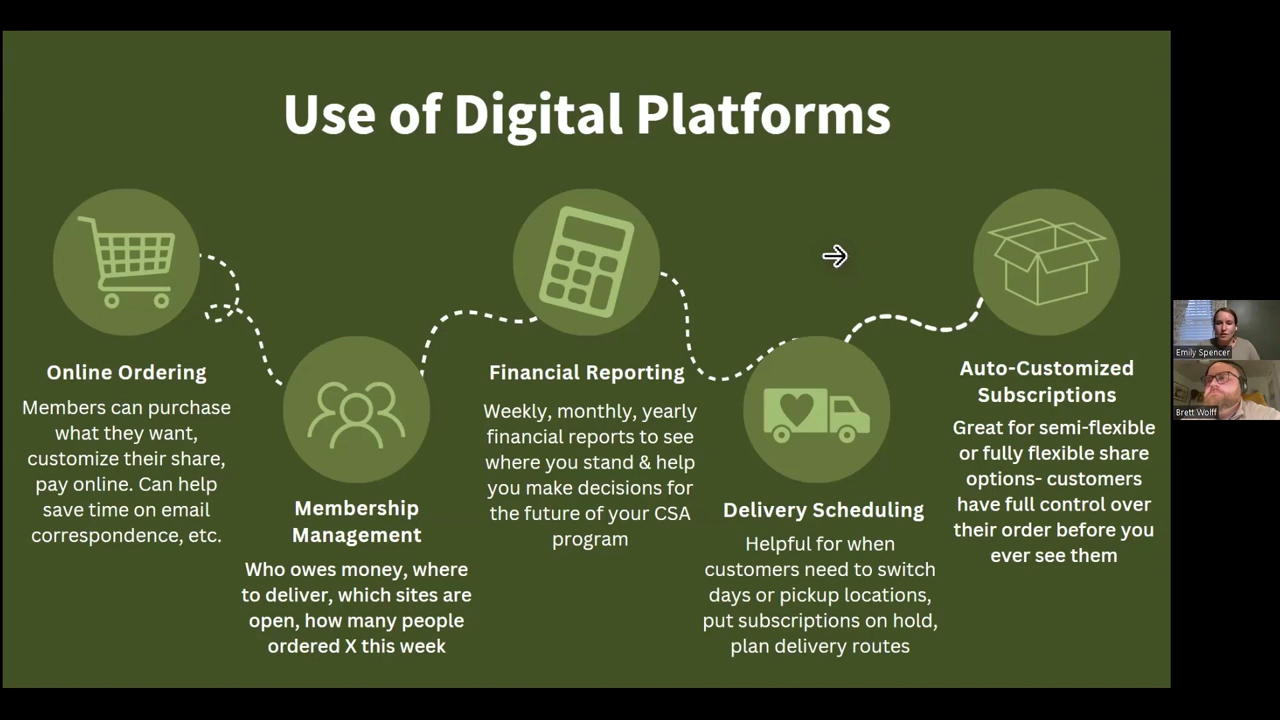 Use of Digital Platforms
Online Ordering
Members can purchase
what they want,
customize their share,
pay online. Can help
save time on email
correspondence, etc.
Membership
Management
Who owes money, where
to deliver, which sites are
open, how many people
ordered X this week
Financial Reporting
Weekly, monthly, yearly
financial reports to see
where you stand & help
you make decisions for
the future of your CSA
program
Delivery Scheduling
Helpful for when
customers need to switch
days or pickup locations,
put subscriptions on hold,
plan delivery routes
Auto-Customized
Subscriptions
Great for semi-flexible
or fully flexible share
options- customers
have full control over
their order before you
ever see them
Emily Spencer
Brett Wolff